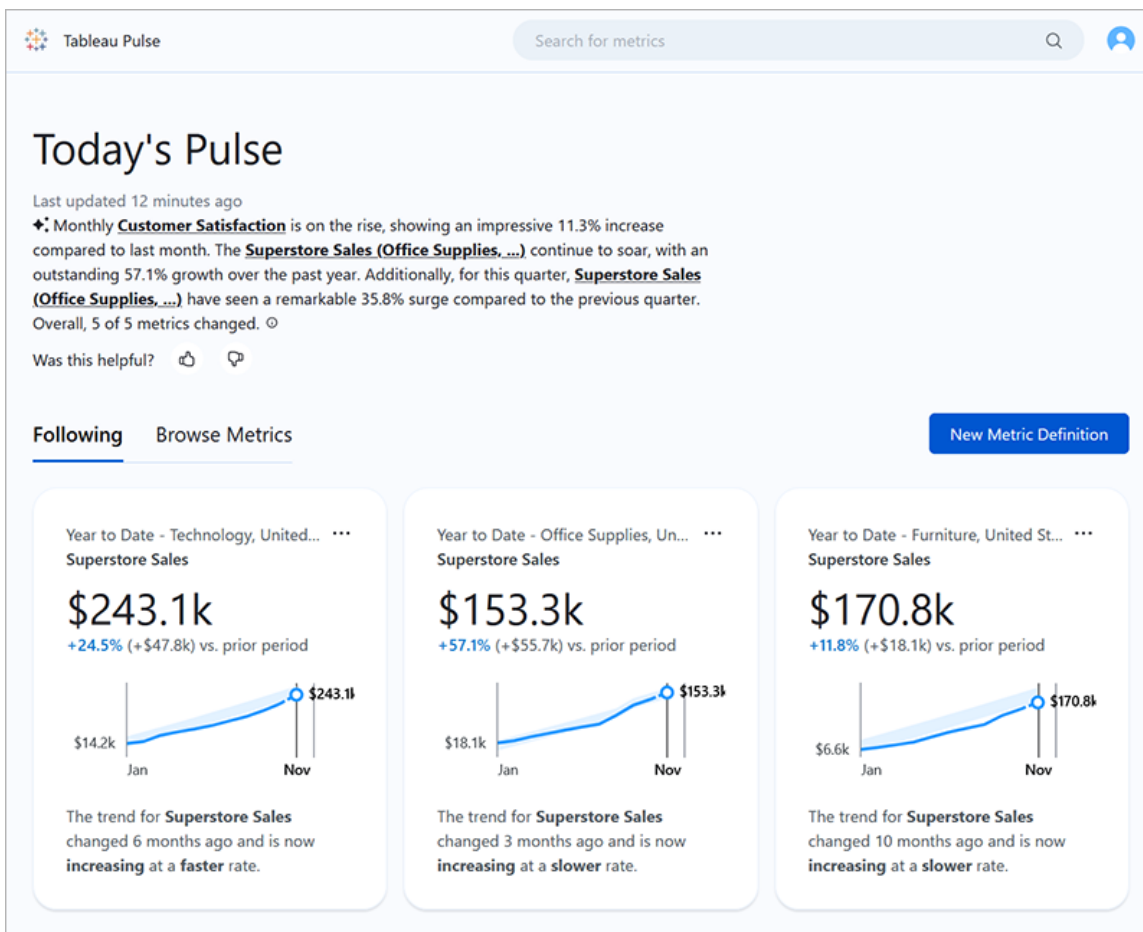 Tableau Pulse
Search for metrics
Today's Pulse
Last updated 12 minutes ago
Monthly Customer Satisfaction is on the rise, showing an impressive 11.3% increase
compared to last month. The Superstore Sales (Office Supplies, ...) continue to soar, with an
outstanding 57.1% growth over the past year. Additionally, for this quarter, Superstore Sales
(Office Supplies, ...) have seen a remarkable 35.8% surge compared to the previous quarter.
Overall, 5 of 5 metrics changed.
Was this helpful?
Following
Browse Metrics
New Metric Definition
Year to Date - Technology, United... ...
Superstore Sales
$243.1k
+24.5% (+$47.8k) vs. prior period
$243.1k
$14.2k
Jan
Nov
The trend for Superstore Sales
changed 6 months ago and is now
increasing at a faster rate.
Year to Date - Office Supplies, Un... ...
Superstore Sales
$153.3k
+57.1% (+$55.7k) vs. prior period
$153.3k
$18.1k
Jan
Nov
The trend for Superstore Sales
changed 3 months ago and is now
increasing at a slower rate.
Year to Date - Furniture, United St... ...
Superstore Sales
$170.8k
+11.8% (+$18.1k) vs. prior period
$170.8k
$6.6k
Jan
Nov
The trend for Superstore Sales
changed 10 months ago and is now
increasing at a slower rate.